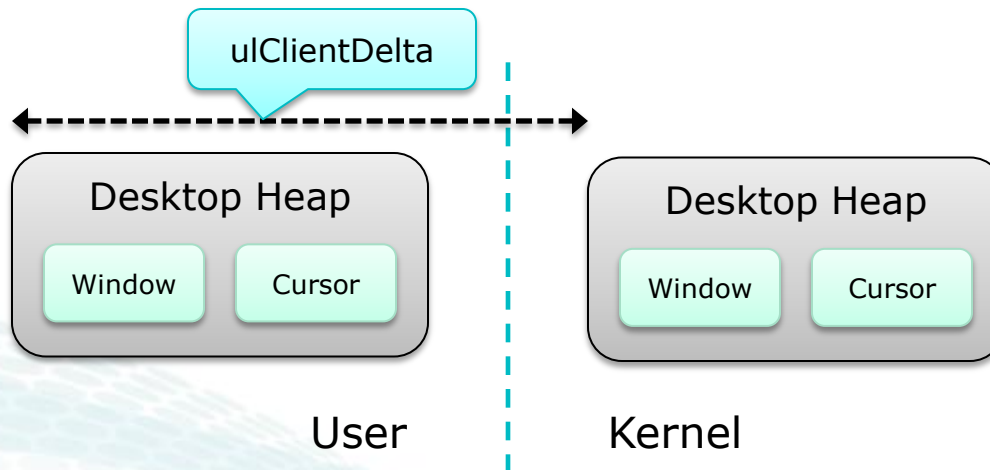 ulClientDelta
Desktop Heap
Window Cursor
Desktop Heap
Window Cursor
User
Kernel